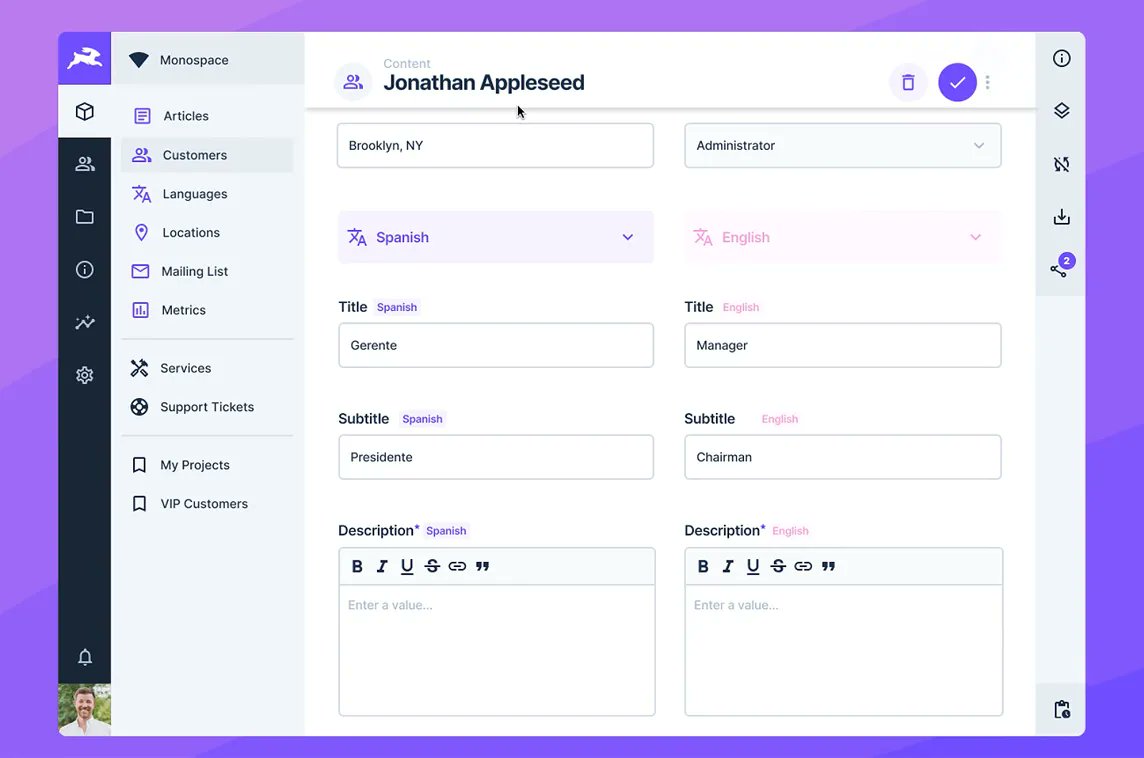 Monospace
Articles
Customers
Languages
Locations
Mailing List
Metrics
Services
Support Tickets
My Projects
VIP Customers
Content
Jonathan Appleseed
Brooklyn, NY
Administrator
Spanish
English
Title Spanish
Title English
Gerente
Manager
Subtitle Spanish
Subtitle English
Presidente
Chairman
Description* Spanish
Description* English
B I U S
B I U S
Enter a value...
Enter a value...
2